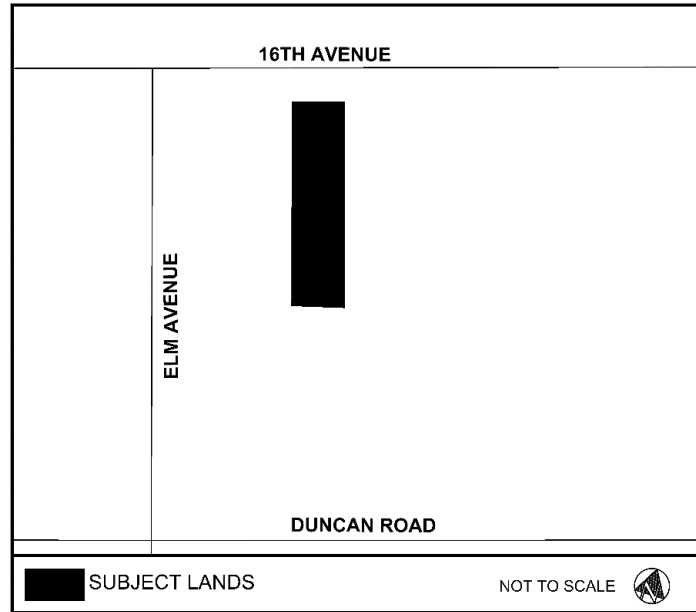 16TH AVENUE
ELM AVENUE
DUNCAN ROAD
SUBJECT LANDS
NOT TO SCALE